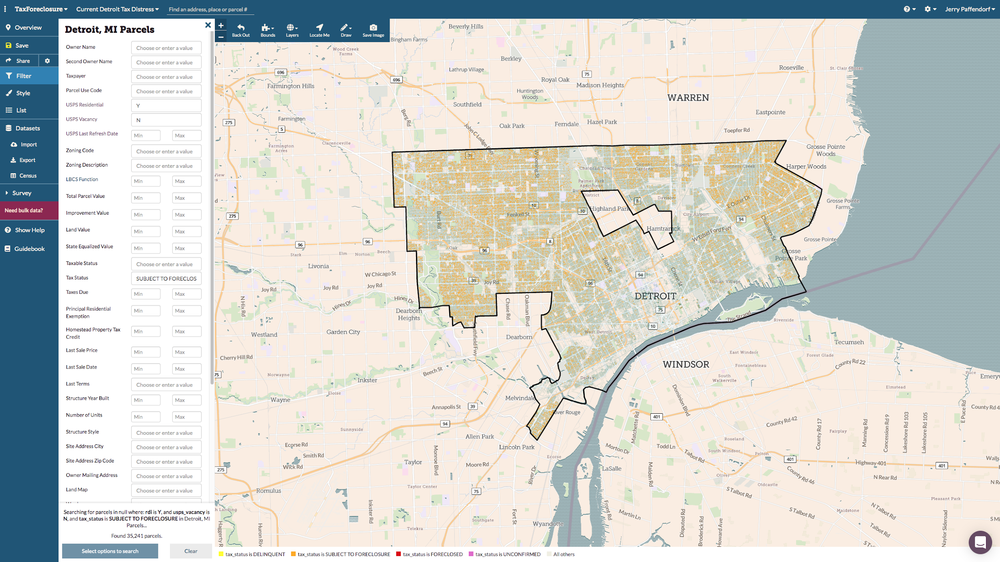 TaxForeclosure
Current Detroit Tax Distress
Find an address, place or parcel #
Jerry Paffendorf
Overview
Save
Share
Filter
Style
List
Datasets
Import
Export
Census
Survey
Need bulk data?
Show Help
Guidebook
Detroit, MI Parcels
Owner Name
Choose or enter a value
Second Owner Name
Choose or enter a value
Taxpayer
Choose or enter a value
Parcel Use Code
Choose or enter a value
USPS Residential
Y
USPS Vacancy
N
USPS Last Refresh Date
Min Max
Zoning Code
Choose or enter a value
Zoning Description
Choose or enter a value
LBCS Function
Min Max
Total Parcel Value
Min Max
Improvement Value
Min Max
Land Value
Min Max
State Equalized Value
Min Max
Taxable Status
Choose or enter a value
Tax Status
SUBJECT TO FORECLOS
Taxes Due
Min Max
Principal Residential
Exemption
Min Max
Homestead Property Tax
Credit
Min Max
Last Sale Price
Min Max
Last Sale Date
Min Max
Last Terms
Choose or enter a value
Structure Year Built
Min Max
Number of Units
Min Max
Structure Style
Choose or enter a value
Site Address City
Choose or enter a value
Site Address Zip Code
Choose or enter a value
Owner Mailing Address
Choose or enter a value
Land Map
Choose or enter a value
Searching for parcels in null where: rdi is Y, and usps_vacancy is
N, and tax_status is SUBJECT TO FORECLOSURE in Detroit, MI
Parcels...
Found 35,241 parcels.
Select options to search
Clear
Back Out
Bounds
Layers
Locate Me
Draw
Save Image
Beverly Hills
Bingham Farms
Wood Creek
Farms
Berkley
Lathrup Village
Roseville
St. Clair Shores
696
696
75
Farmington Hills
Royal Oak
Madison Heights
Huntington
Woods
WARREN
Southfield
Eastpointe
Berg Rd
275
Farmington
5
John C Lodge Fwy
Oak Park
Ferndale
Hazel Park
Toepfer Rd
Clarenceville
Farmington
Acres
Grosse Pointe
Woods
39
Wyoming St
Chaldean Town
Conant
Gardens
Nortown
Conners Creek
Harper Woods
Palmer Park
Apartment
Building Historic
District
Davison
8
E Outer Dr
Grosse Pointe
Farms
10
10
Highland Park
City Airport
Mack Ave
275
Burt Rd
Fenkell St
94
Chalmers St
Hamtramck
W Edsel Ford Fwy
96
96
8
Grosse Pointe
Stark
Elm
Norton
Beech
Oak
96
Grosse
Pointe Park
Livonia
14th St
W Chicago St
94
Chene St
Indian Village
Joy Rd
Joy Rd
Joy Rd
39
Joy Rd
96
DETROIT
N Hix Rd
Hines Dr
Hines Dr
Chase Rd
Oakman Blvd
75
Dearborn
Heights
The Strand
Riverside
Southfield Fwy
10
West Detroit
Westland
Garden City
Dearborn
Tecumseh
Cherry Hill Rd
East Windsor
Forest Glade
WINDSOR
Fontainebleau
County Rd 22
Beech St
75
Norwayne
Inkster
Delray
South
Walkerville
Puce
Emeryv
Eloise
Elmstead
Wayne
Melvindale
Dominion Blvd
Annapolis St
39
River Rouge
E Puce Rd
County Rd 4
401
94
Matchette Rd
County Rd 42
County Rd 17
Manning Rd
Concession Rd 9
Lakeshore Rd 103
Lakeshore Rd 105
Sunnyside
Allen Park
Fairplay
Ecorse Rd
Lincoln Park
Roseland
Monroe Blvd
Smith Rd
Ecorse
Morton Dr
Todd Ln
South Windsor
Pelton
Talbot Rd
Taylor
Moore Rd
401
Highway 401
401
Walls
Wick Rd
275
River Dr
LaSalle
Malden Rd
County Rd 46
Oliver
N Rear Rd
Taylor Center
Oldcastle
Romulus
75
S Talbot Rd
Pleasant Park
Inkster Rd
h Landing
Front Rd
Martin Ln
Maidstone
N Talbot Rd
S Talbot Rd
Southgate
Fort St
Wyandotte
Disputed Rd
Broderick Rd
Howard Ave
Talbot Rd
Naylor Sideroad
Haggerty R
Huron Riv
Telekra
tax_status is DELINQUENT
tax_status is SUBJECT TO FORECLOSURE
tax_status is FORECLOSED
tax_status is UNCONFIRMED
All others